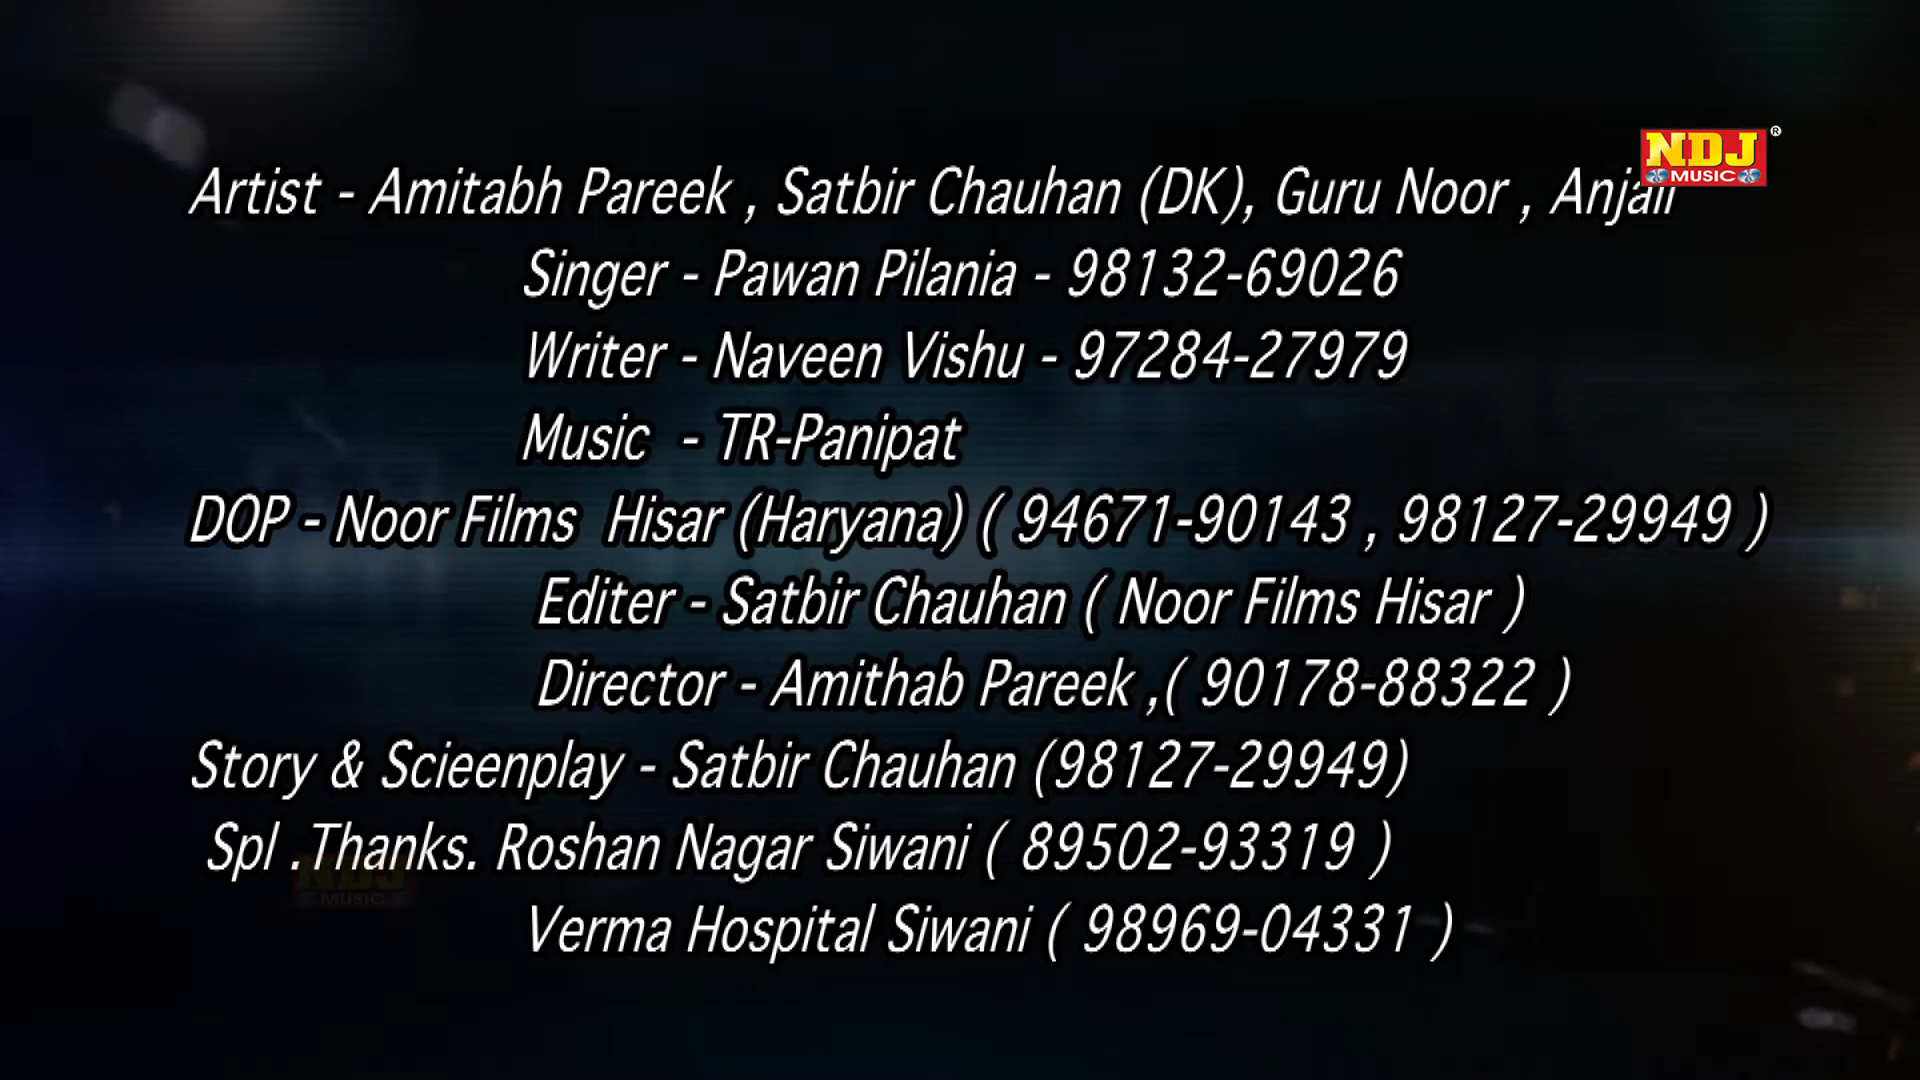 NDJ ®
MUSIC
Artist - Amitabh Pareek , Satbir Chauhan (DK), Guru Noor , Anjali
Singer - Pawan Pilania - 98132-69026
Writer - Naveen Vishu - 97284-27979
Music - TR-Panipat
DOP - Noor Films Hisar (Haryana) ( 94671-90143 , 98127-29949 )
Editer - Satbir Chauhan ( Noor Films Hisar )
Director - Amithab Pareek ,( 90178-88322 )
Story & Scieenplay - Satbir Chauhan (98127-29949)
Spl .Thanks. Roshan Nagar Siwani ( 89502-93319 )
NDJ
MUSIC
Verma Hospital Siwani ( 98969-04331 )